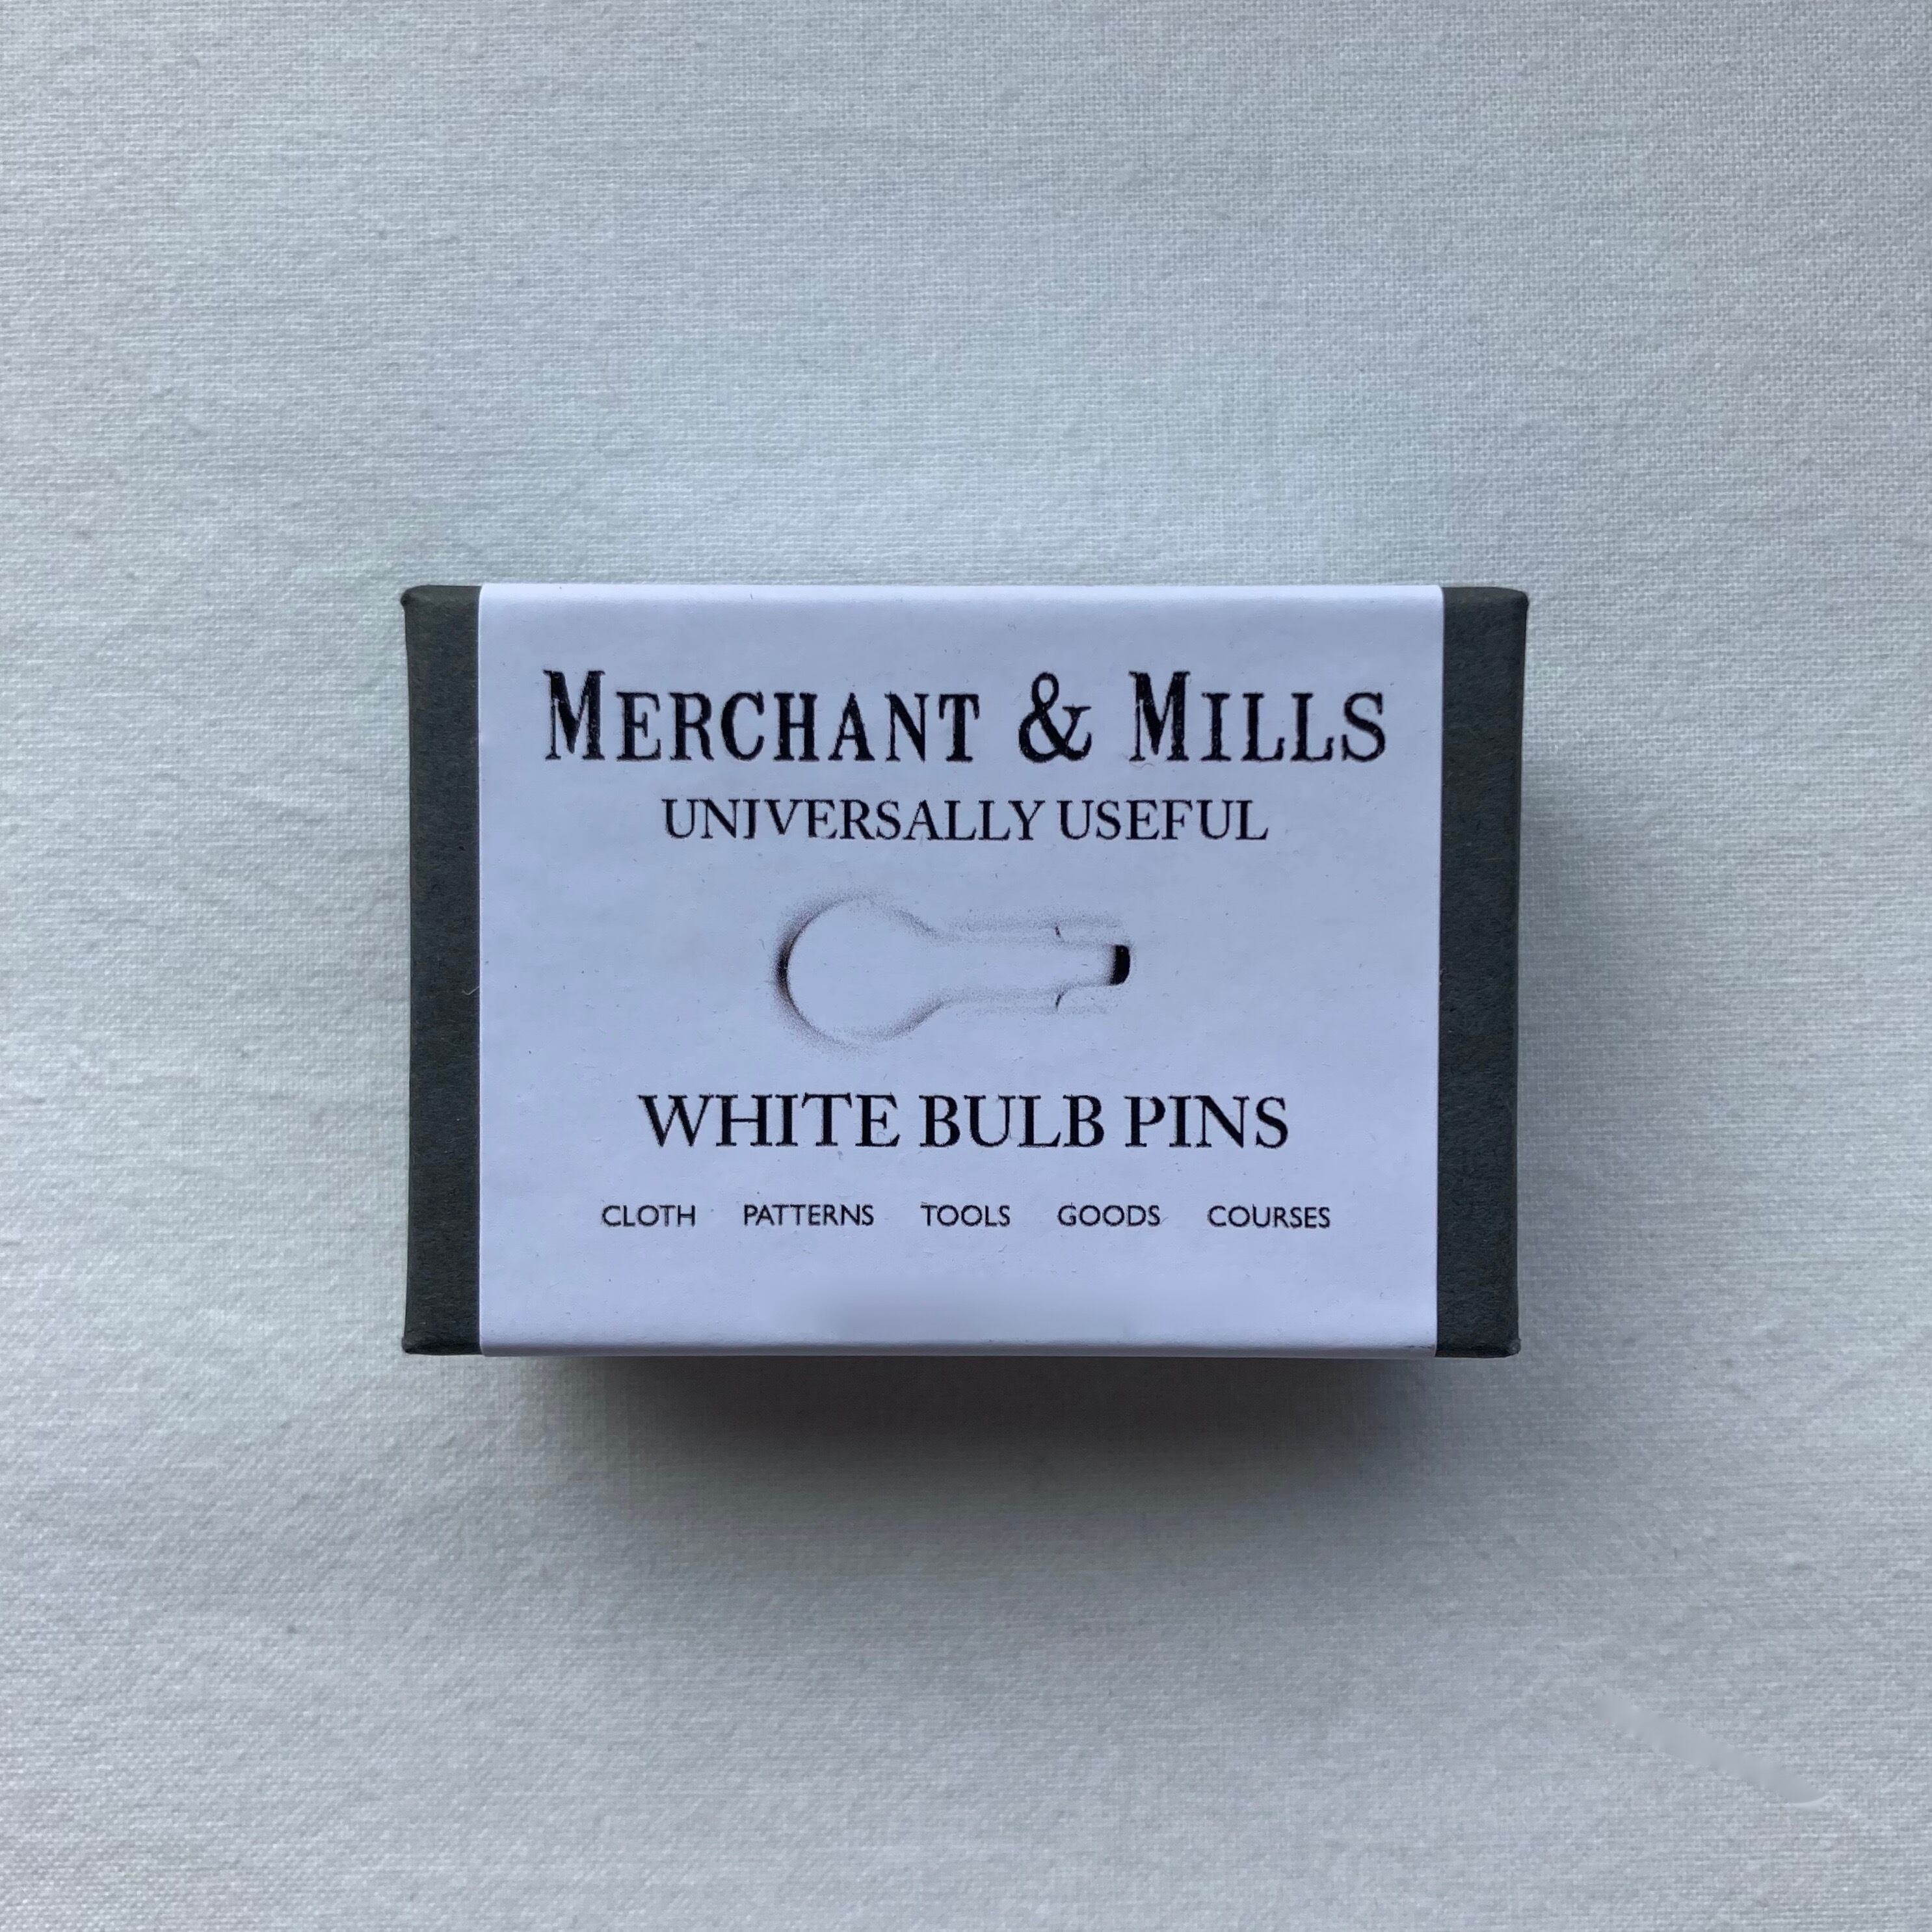 MERCHANT & MILLS
UNIVERSALLY USEFUL
WHITE BULB PINS
CLOTH PATTERNS TOOLS GOODS COURSES